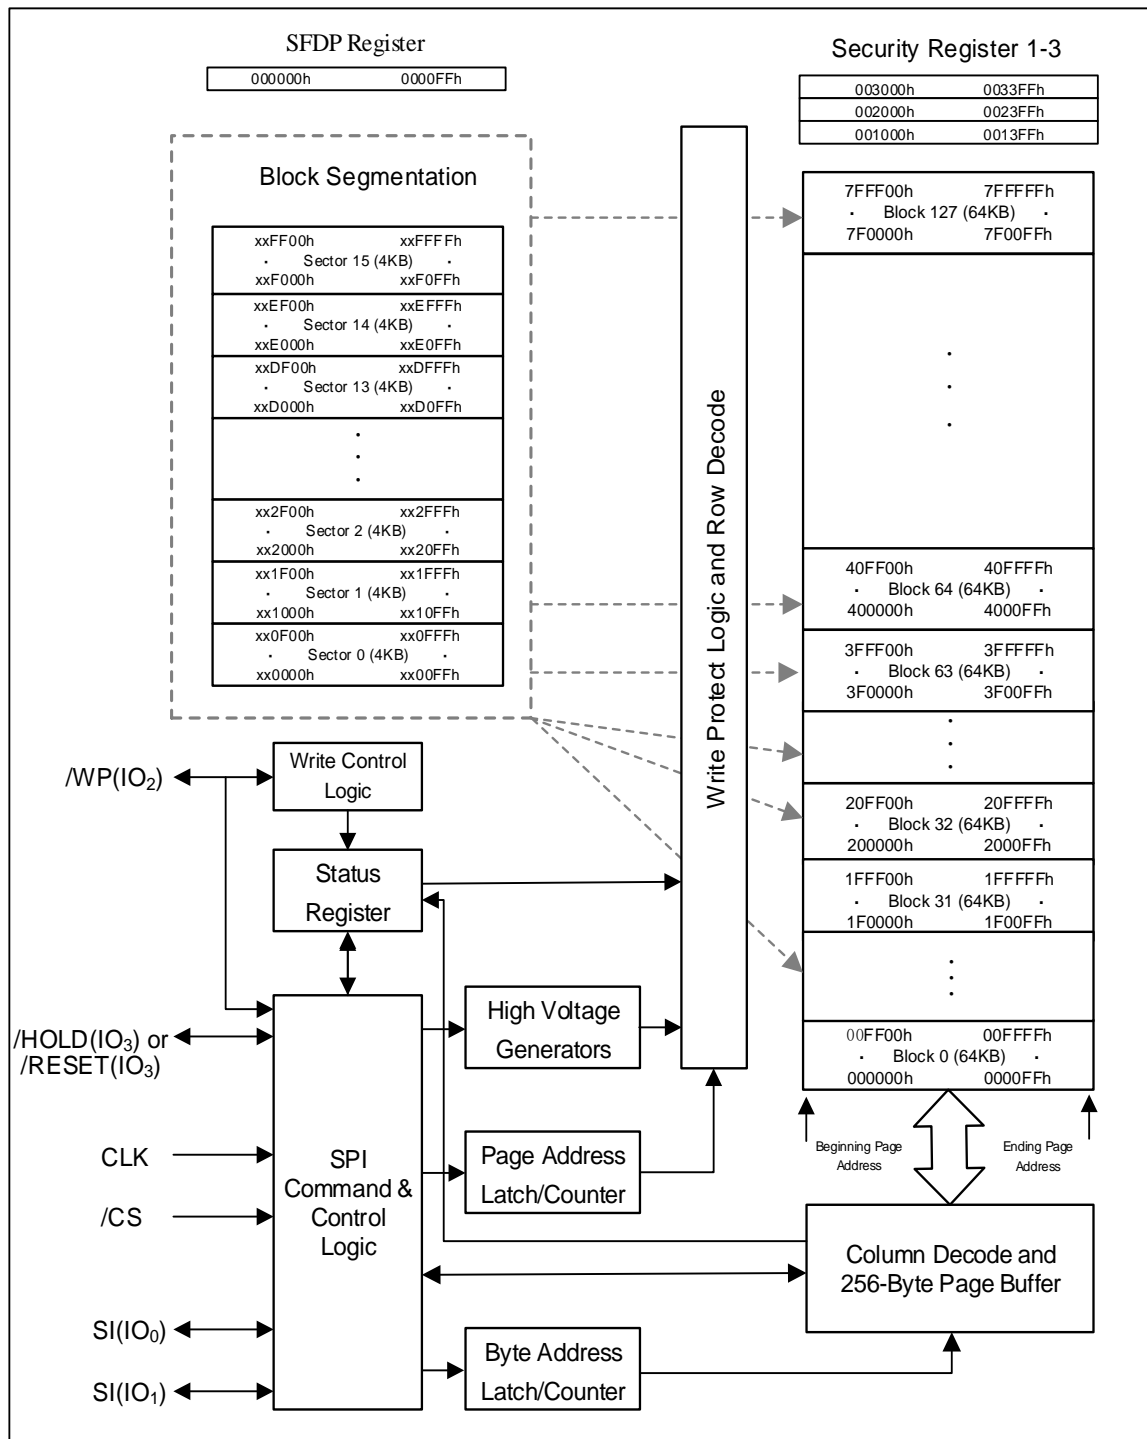 SFDP Register
000000h 0000FFh
Security Register 1-3
003000h 0033FFh
002000h 0023FFh
001000h 0013FFh
Block Segmentation
xxFF00h xxFFFFh
· Sector 15 (4KB) ·
xxF000h xxF0FFh
xxEF00h xxEFFFh
· Sector 14 (4KB) ·
xxE000h xxE0FFh
xxDF00h xxDFFFh
· Sector 13 (4KB) ·
xxD000h xxD0FFh
xx2F00h xx2FFFh
· Sector 2 (4KB) ·
xx2000h xx20FFh
xx1F00h xx1FFFh
· Sector 1 (4KB) ·
xx1000h xx10FFh
xx0F00h xx0FFFh
· Sector 0 (4KB) ·
xx0000h xx00FFh
Write Protect Logic and Row Decode
7FFF00h 7FFFFFh
· Block 127 (64KB) ·
7F0000h 7F00FFh
40FF00h 40FFFFh
· Block 64 (64KB) ·
400000h 4000FFh
3FFF00h 3FFFFFh
· Block 63 (64KB) ·
3F0000h 3F00FFh
20FF00h 20FFFFh
· Block 32 (64KB) ·
200000h 2000FFh
1FFF00h 1FFFFFh
· Block 31 (64KB) ·
1F0000h 1F00FFh
00FF00h 00FFFFh
· Block 0 (64KB) ·
000000h 0000FFh
Beginning Page
Address
Ending Page
Address
/WP(IO2)
Write Control
Logic
Status
Register
/HOLD(IO3) or
/RESET(IO3)
CLK
/CS
SI(IO0)
SI(IO1)
SPI
Command &
Control
Logic
High Voltage
Generators
Page Address
Latch/Counter
Byte Address
Latch/Counter
Column Decode and
256-Byte Page Buffer